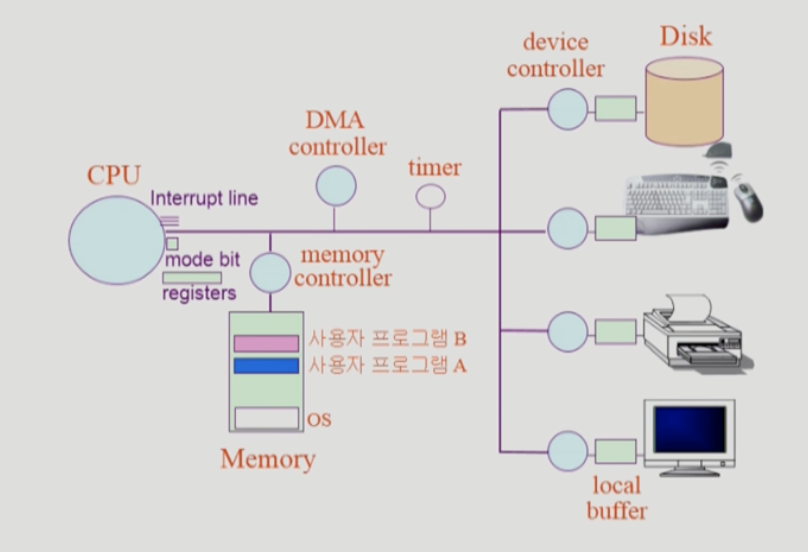 Disk
device
controller
DMA
controller
timer
CPU
Interrupt line
mode bit
registers
memory
controller
사용자 프로그램 B
사용자 프로그램 A
OS
Memory
local
buffer